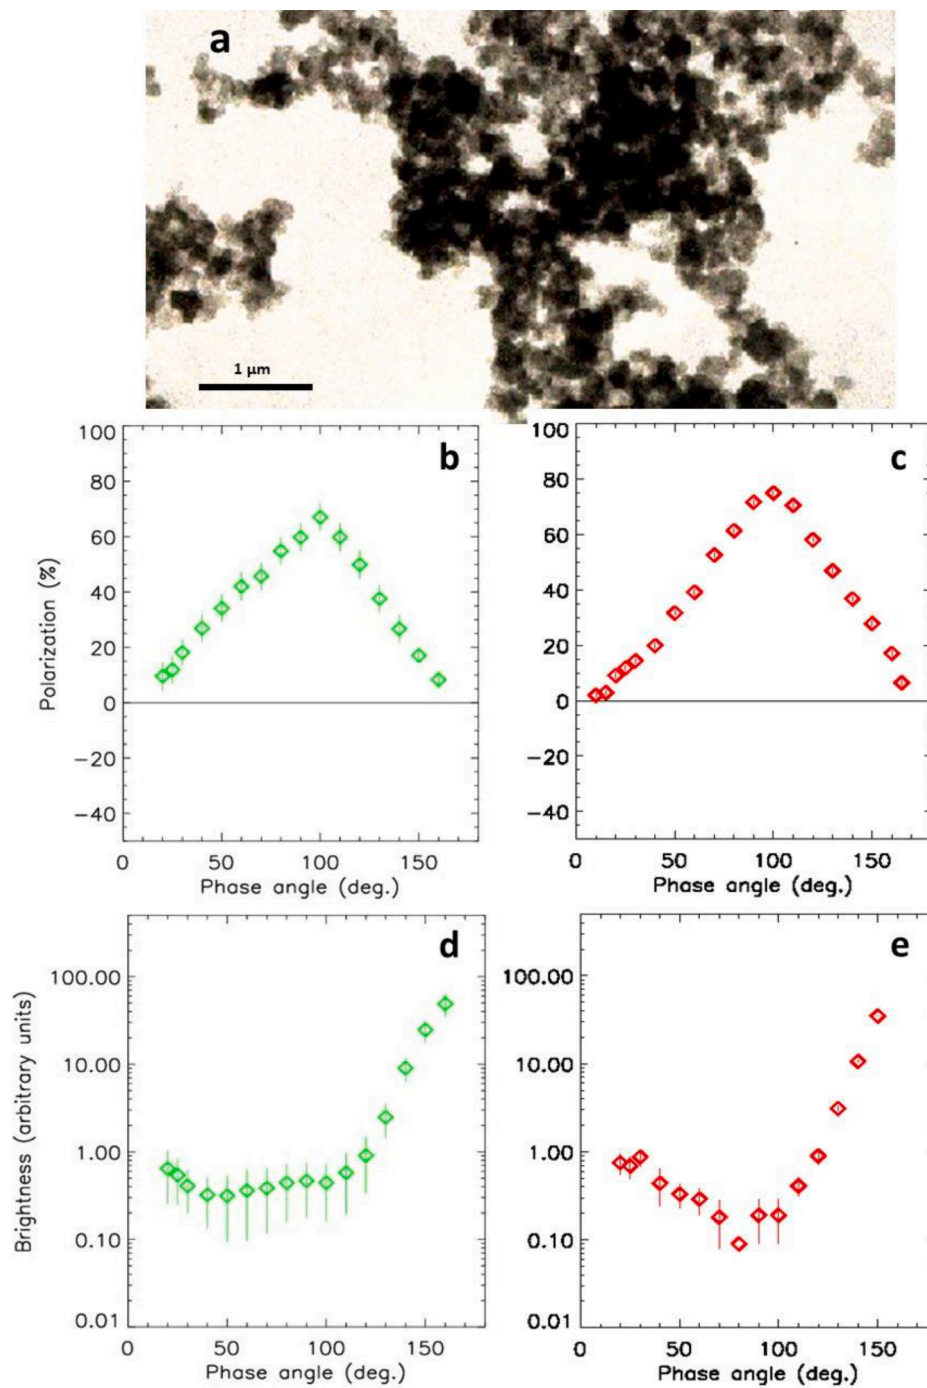 a
1 μm
b
c
100
80
60
40
20
0
−20
−40
Polarization (%)
0 50 100 150
Phase angle (deg.)
100
80
60
40
20
0
−20
−40
0 50 100 150
Phase angle (deg.)
d
e
100.00
10.00
1.00
0.10
0.01
Brightness (arbitrary units)
0 50 100 150
Phase angle (deg.)
100.00
10.00
1.00
0.10
0.01
0 50 100 150
Phase angle (deg.)